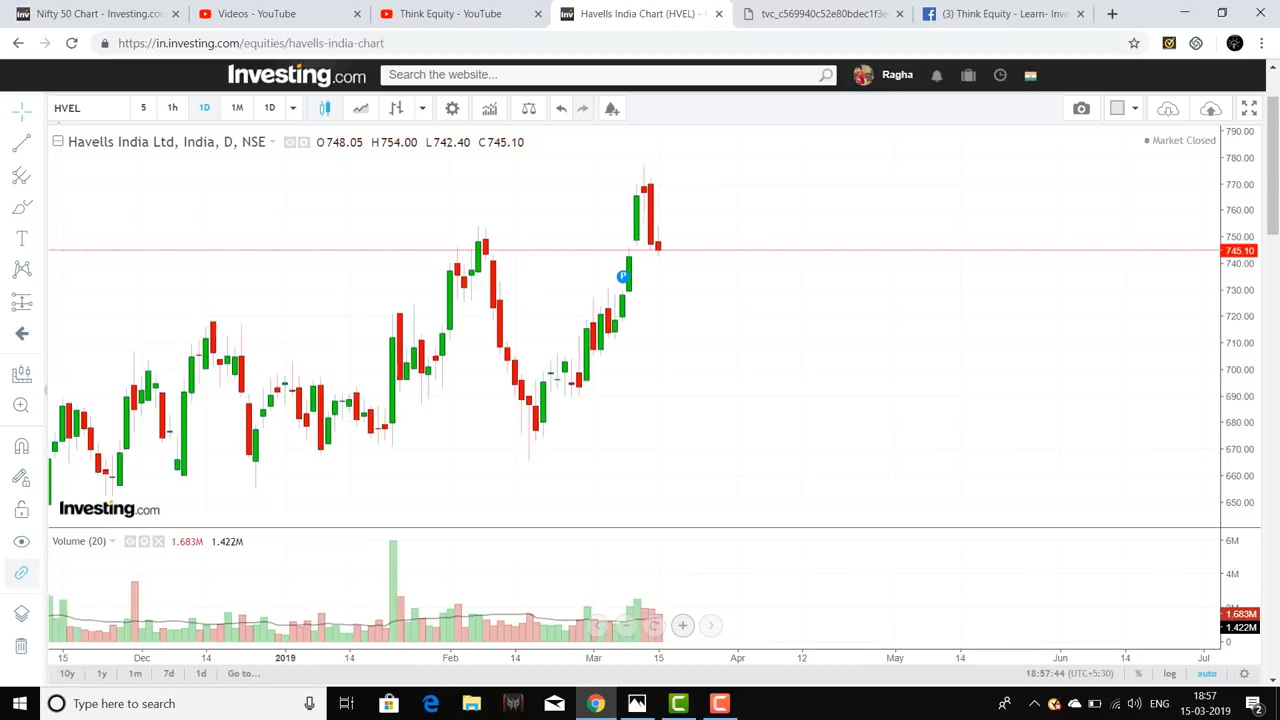 Nifty 50 Chart - Investing.com
Videos - YouTube
Think Equity - YouTube
Havells India Chart (HVEL) -
tvc_c569940c52e80bdec1f3e
(3) Think Equity - Learn- Inve
https://in.investing.com/equities/havells-india-chart
Investing.com
Search the website...
Ragha
HVEL 5 1h 1D 1M 1D
Havells India Ltd, India, D, NSE O748.05 H754.00 L742.40 C745.10
Market Closed
790.00
780.00
770.00
760.00
750.00
745.10
740.00
730.00
720.00
710.00
700.00
690.00
680.00
670.00
660.00
650.00
P
Investing.com
Volume (20) 1.683M 1.422M
6M
4M
1.683M
1.422M
0
15 Dec 14 2019 14 Feb 14 Mar 15 Apr 12 May 14 Jun 14 Jul
10y 1y 1m 7d 1d Go to... 18:57:44 (UTC+5:30) % log auto
Type here to search
ENG
18:57
15-03-2019
2